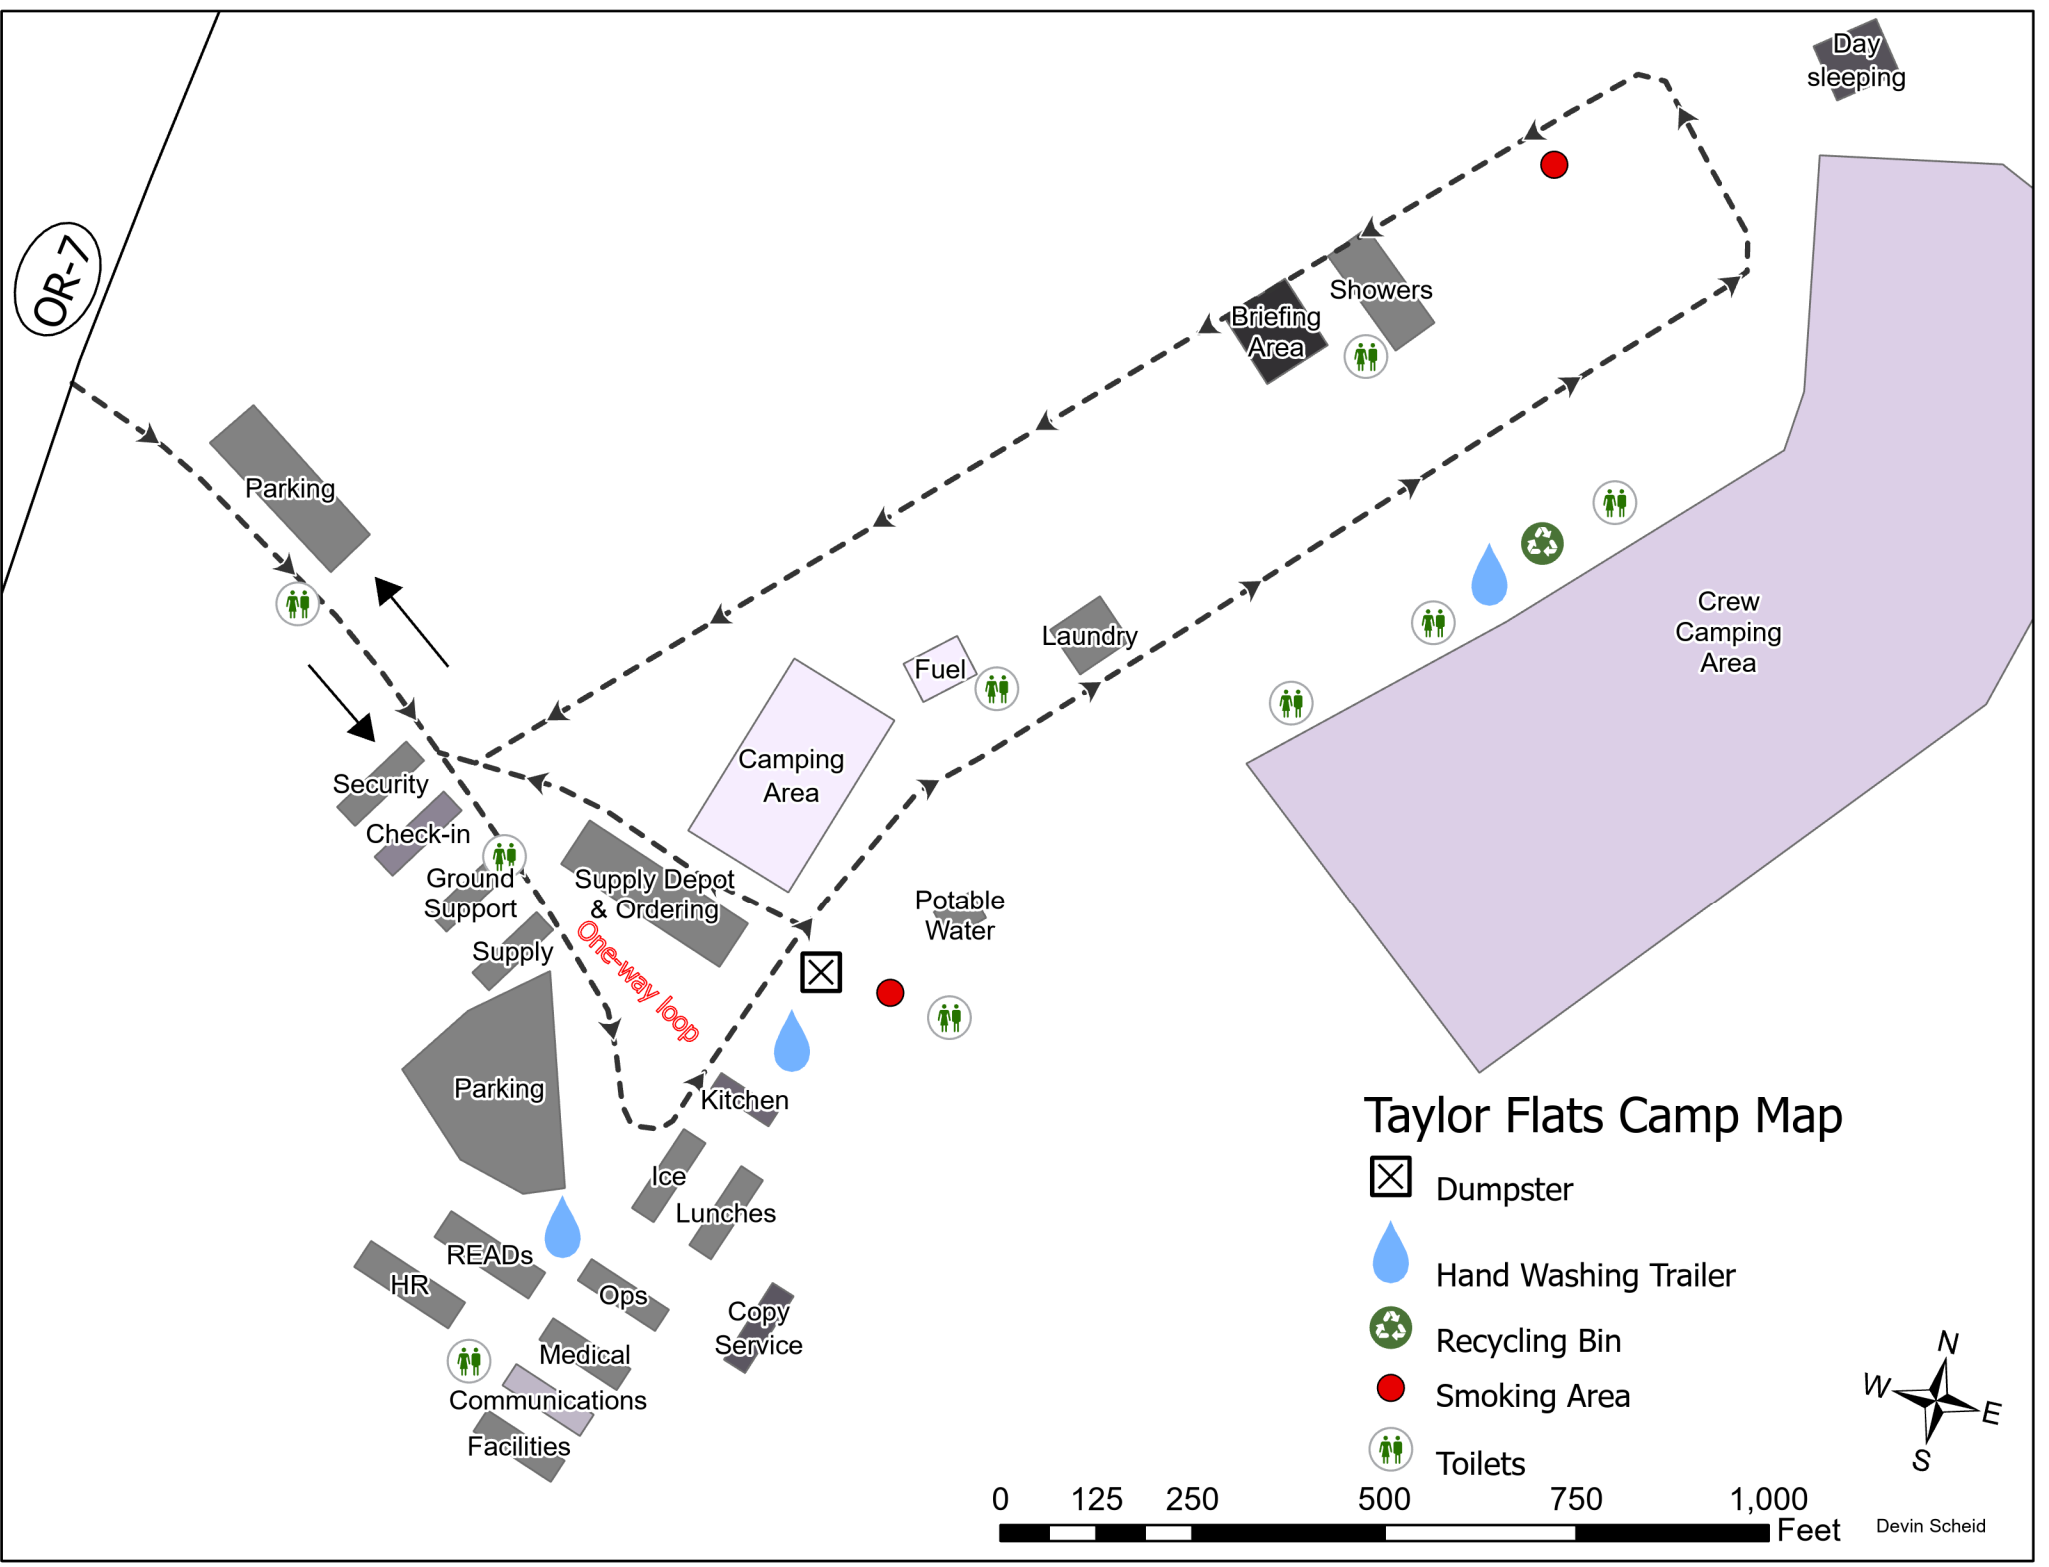 Day
sleeping
OR-7
Showers
Briefing
Area
Parking
Crew
Camping
Area
Laundry
Fuel
Camping
Area
Security
Check-in
Ground
Support
Supply Depot
& Ordering
Potable
Water
Supply
One-way loop
Parking
Kitchen
Ice
Lunches
READs
HR
Ops
Copy
Service
Medical
Communications
Facilities
Taylor Flats Camp Map
Dumpster
Hand Washing Trailer
Recycling Bin
Smoking Area
Toilets
N
W
E
S
0 125 250 500 750 1,000
Feet
Devin Scheid